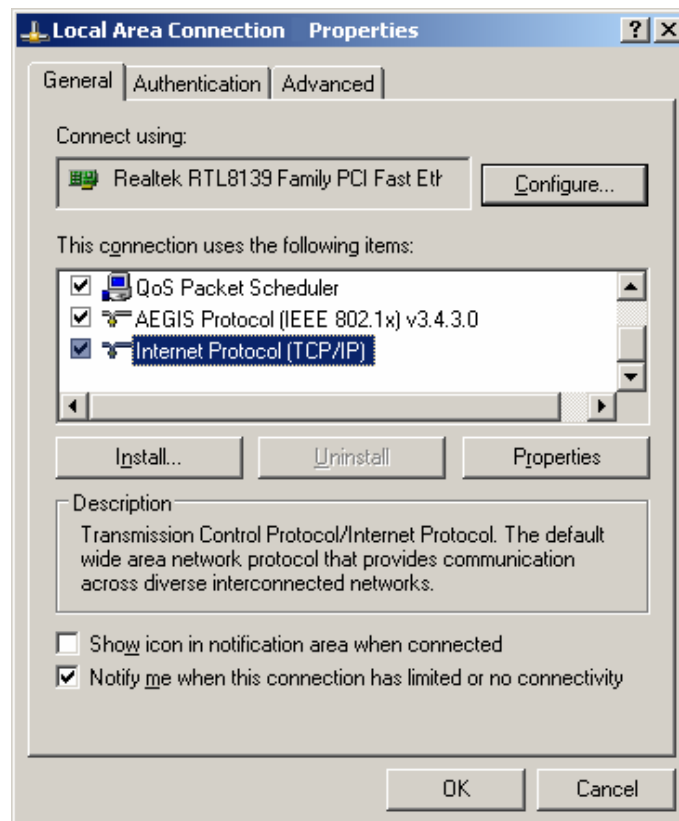 Local Area Connection Properties
General Authentication Advanced
Connect using:
Realtek RTL8139 Family PCI Fast Eth
Configure...
This connection uses the following items:
QoS Packet Scheduler
AEGIS Protocol (IEEE 802.1x) v3.4.3.0
Internet Protocol (TCP/IP)
Install... Uninstall Properties
Description
Transmission Control Protocol/Internet Protocol. The default
wide area network protocol that provides communication
across diverse interconnected networks.
Show icon in notification area when connected
Notify me when this connection has limited or no connectivity
OK Cancel